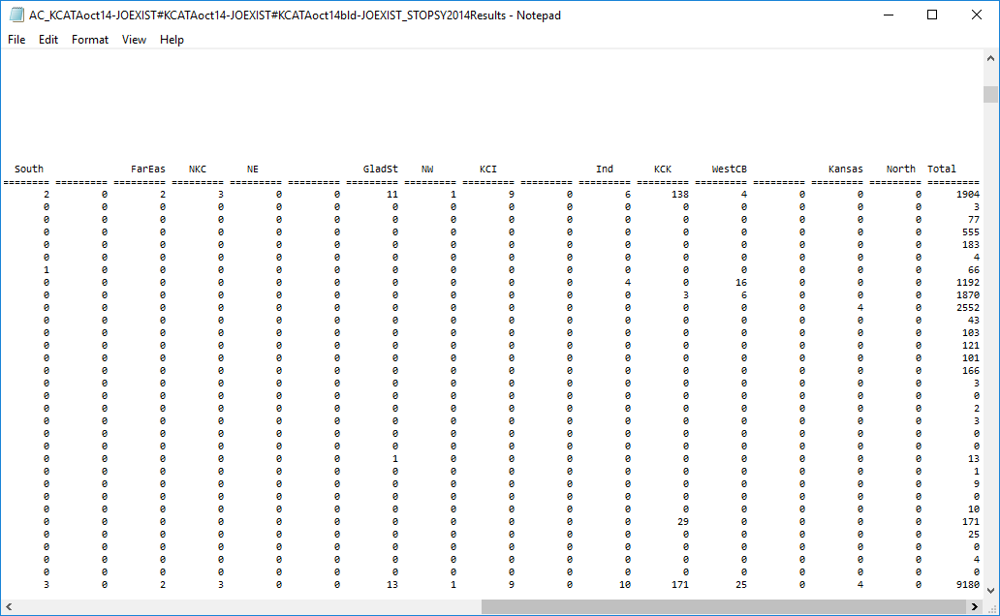 AC_KCATAoct14-JOEXIST#KCATAoct14-JOEXIST#KCATAoct14bld-JOEXIST_STOPSY2014Results - Notepad
File Edit Format View Help
South FarEas NKC NE GladSt NW KCI Ind KCK WestCB Kansas North Total
======== ========= ========= ========= ========= ========= ========= ========= ========= ========= ========= ========= ========= ========= ========= ========= =========
2 0 2 3 0 0 11 1 9 0 6 138 4 0 0 0 1904
0 0 0 0 0 0 0 0 0 0 0 0 0 0 0 0 3
0 0 0 0 0 0 0 0 0 0 0 0 0 0 0 0 77
0 0 0 0 0 0 0 0 0 0 0 0 0 0 0 0 555
0 0 0 0 0 0 0 0 0 0 0 0 0 0 0 0 183
0 0 0 0 0 0 0 0 0 0 0 0 0 0 0 0 4
1 0 0 0 0 0 0 0 0 0 0 0 0 0 0 0 66
0 0 0 0 0 0 0 0 0 0 4 0 16 0 0 0 1192
0 0 0 0 0 0 0 0 0 0 0 3 6 0 0 0 1870
0 0 0 0 0 0 0 0 0 0 0 0 0 0 4 0 2552
0 0 0 0 0 0 0 0 0 0 0 0 0 0 0 0 43
0 0 0 0 0 0 0 0 0 0 0 0 0 0 0 0 103
0 0 0 0 0 0 0 0 0 0 0 0 0 0 0 0 121
0 0 0 0 0 0 0 0 0 0 0 0 0 0 0 0 101
0 0 0 0 0 0 0 0 0 0 0 0 0 0 0 0 166
0 0 0 0 0 0 0 0 0 0 0 0 0 0 0 0 3
0 0 0 0 0 0 0 0 0 0 0 0 0 0 0 0 0
0 0 0 0 0 0 0 0 0 0 0 0 0 0 0 0 2
0 0 0 0 0 0 0 0 0 0 0 0 0 0 0 0 3
0 0 0 0 0 0 0 0 0 0 0 0 0 0 0 0 0
0 0 0 0 0 0 0 0 0 0 0 0 0 0 0 0 0
0 0 0 0 0 0 1 0 0 0 0 0 0 0 0 0 13
0 0 0 0 0 0 0 0 0 0 0 0 0 0 0 0 1
0 0 0 0 0 0 0 0 0 0 0 0 0 0 0 0 9
0 0 0 0 0 0 0 0 0 0 0 0 0 0 0 0 0
0 0 0 0 0 0 0 0 0 0 0 0 0 0 0 0 10
0 0 0 0 0 0 0 0 0 0 0 29 0 0 0 0 171
0 0 0 0 0 0 0 0 0 0 0 0 0 0 0 0 25
0 0 0 0 0 0 0 0 0 0 0 0 0 0 0 0 0
0 0 0 0 0 0 0 0 0 0 0 0 0 0 0 0 4
0 0 0 0 0 0 0 0 0 0 0 0 0 0 0 0 0
3 0 2 3 0 0 13 1 9 0 10 171 25 0 4 0 9180